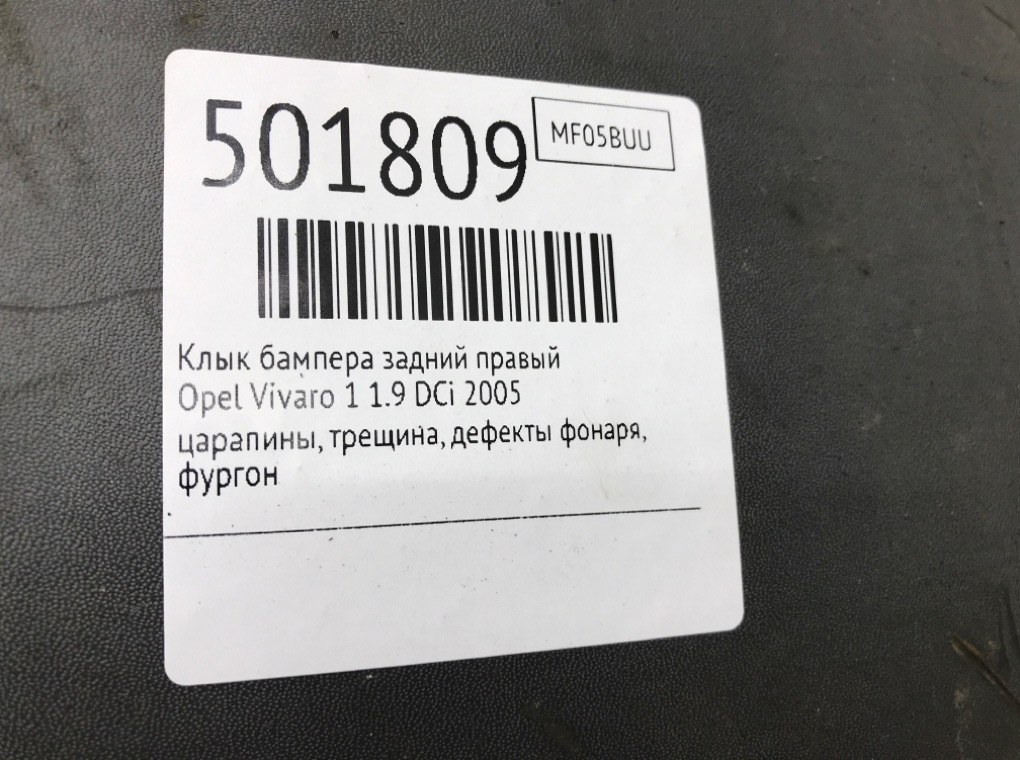 501809
MF05BUU
Клык бампера задний правый
Opel Vivaro 1 1.9 DCi 2005
царапины, трещина, дефекты фонаря,
фургон